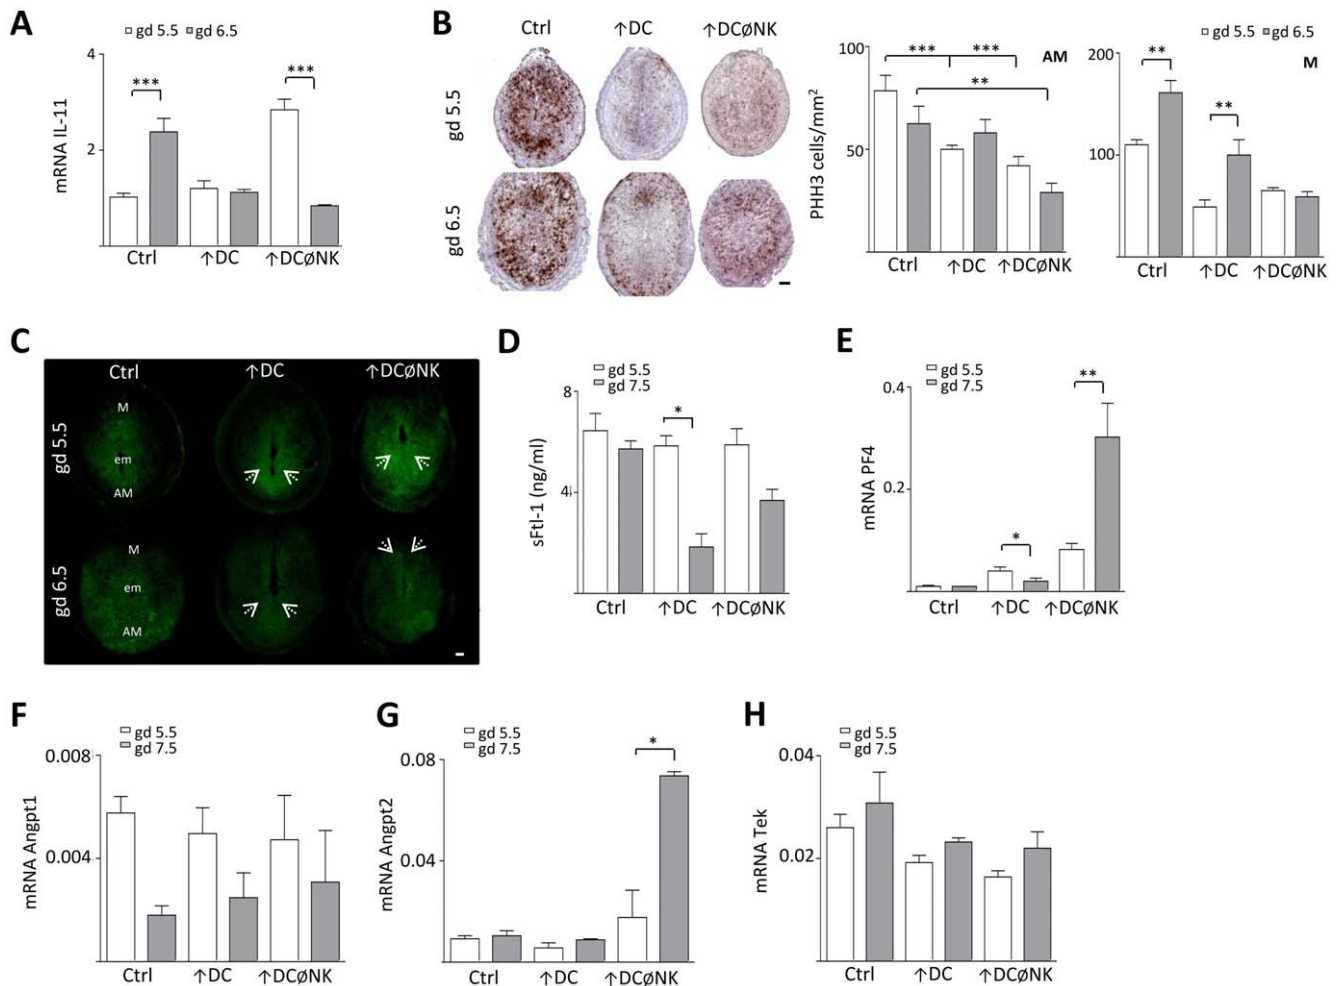 A
gd 5.5 gd 6.5
4
2
mRNA IL-11
Ctrl ↑DC ↑DCøNK
***
***
B
Ctrl ↑DC ↑DCøNK
gd 5.5
gd 6.5
100
50
PHH3 cells/mm²
*** ***
**
AM
Ctrl ↑DC ↑DCøNK
gd 5.5 gd 6.5
M
200
100
**
**
Ctrl ↑DC ↑DCøNK
C
Ctrl ↑DC ↑DCøNK
gd 5.5
M
em
AM
gd 6.5
M
em
AM
D
gd 5.5
gd 7.5
8
4
sFtl-1 (ng/ml)
*
Ctrl ↑DC ↑DCøNK
E
gd 5.5
gd 7.5
0.4
0.2
mRNA PF4
*
**
Ctrl ↑DC ↑DCøNK
F
gd 5.5
gd 7.5
0.008
0.004
mRNA Angpt1
Ctrl ↑DC ↑DCøNK
G
gd 5.5
gd 7.5
0.08
0.04
mRNA Angpt2
*
Ctrl ↑DC ↑DCøNK
H
gd 5.5
gd 7.5
0.04
0.02
mRNA Tek
Ctrl ↑DC ↑DCøNK